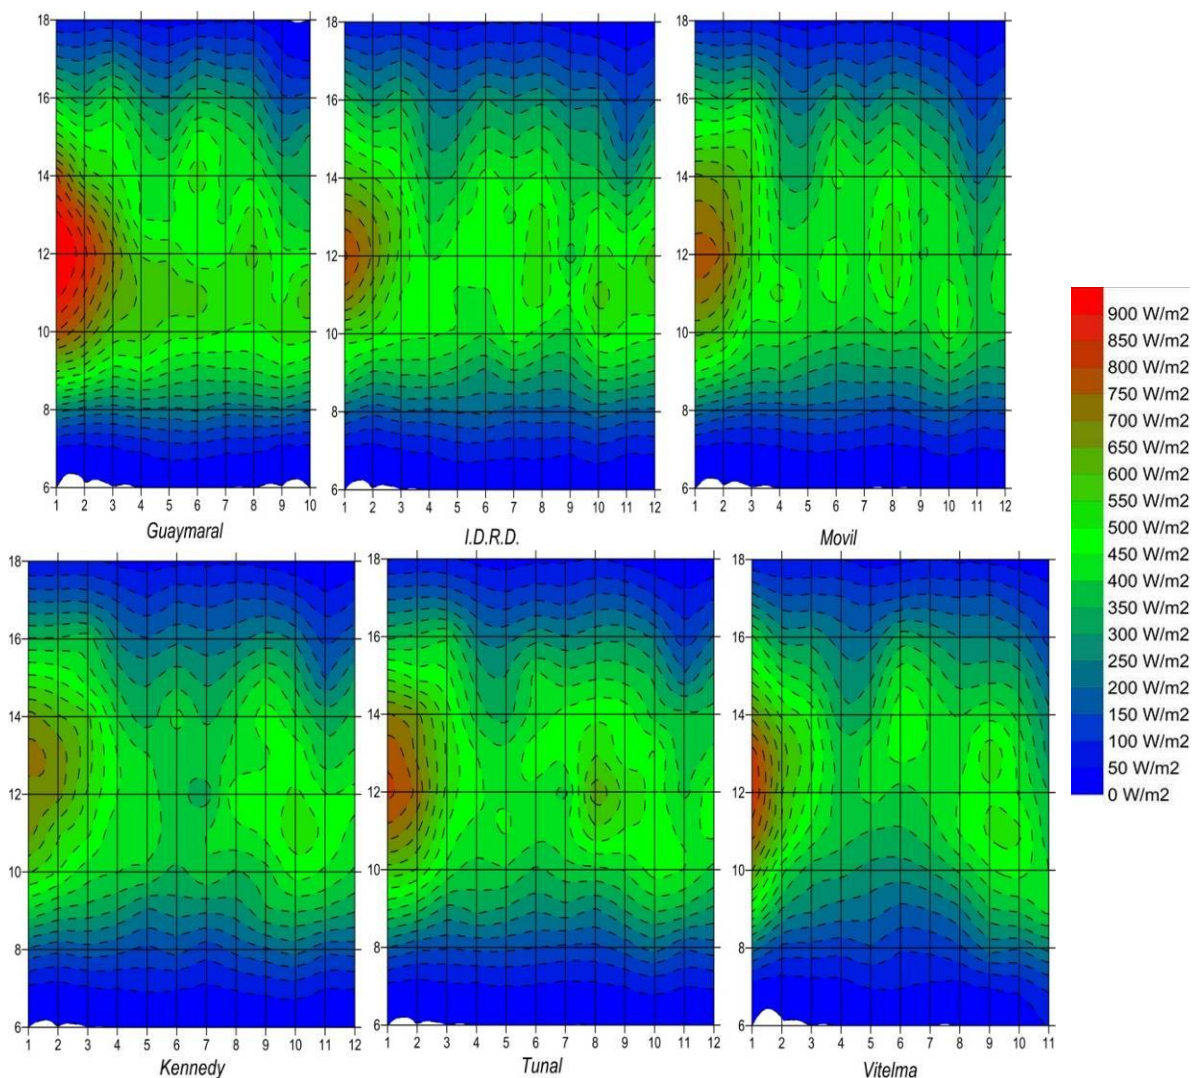 18
16
14
12
10
8
6
1 2 3 4 5 6 7 8 9 10
Guaymaral
18
16
14
12
10
8
6
1 2 3 4 5 6 7 8 9 10 11 12
I.D.R.D.
18
16
14
12
10
8
6
1 2 3 4 5 6 7 8 9 10 11 12
Movil
18
16
14
12
10
8
6
1 2 3 4 5 6 7 8 9 10 11 12
Kennedy
18
16
14
12
10
8
6
1 2 3 4 5 6 7 8 9 10 11 12
Tunal
18
16
14
12
10
8
6
1 2 3 4 5 6 7 8 9 10 11
Vitelma
900 W/m2
850 W/m2
800 W/m2
750 W/m2
700 W/m2
650 W/m2
600 W/m2
550 W/m2
500 W/m2
450 W/m2
400 W/m2
350 W/m2
300 W/m2
250 W/m2
200 W/m2
150 W/m2
100 W/m2
50 W/m2
0 W/m2